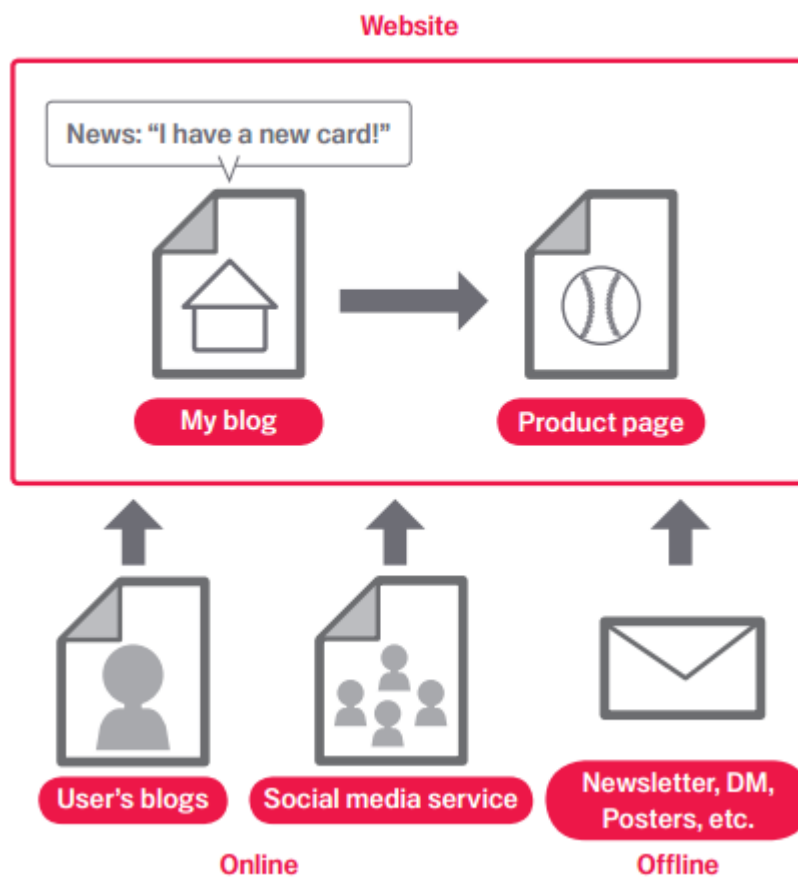 Website
News: “I have a new card!”
My blog
Product page
User’s blogs
Social media service
Newsletter, DM,
Posters, etc.
Online
Offline